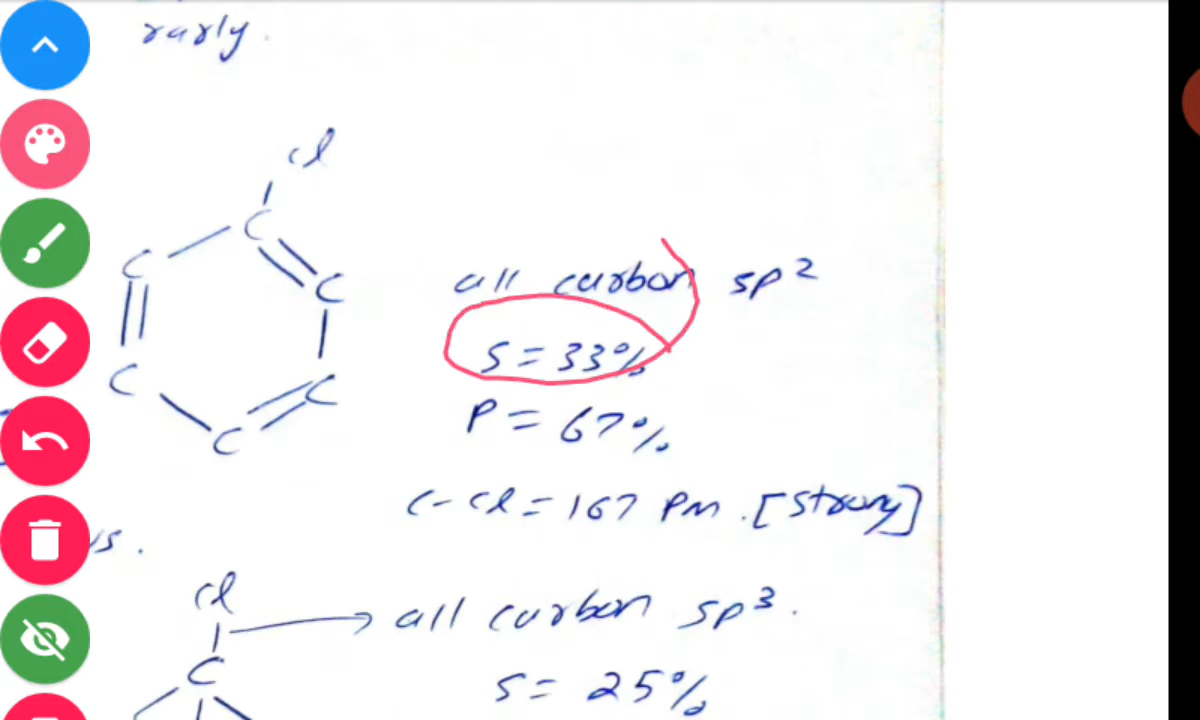 rarly.
Cl
C
C
C
all carbon sp²
S = 33%
C
C
C
P = 67%
C-Cl = 167 Pm. [Strong]
Cl
→ all carbon sp³.
C
S = 25%